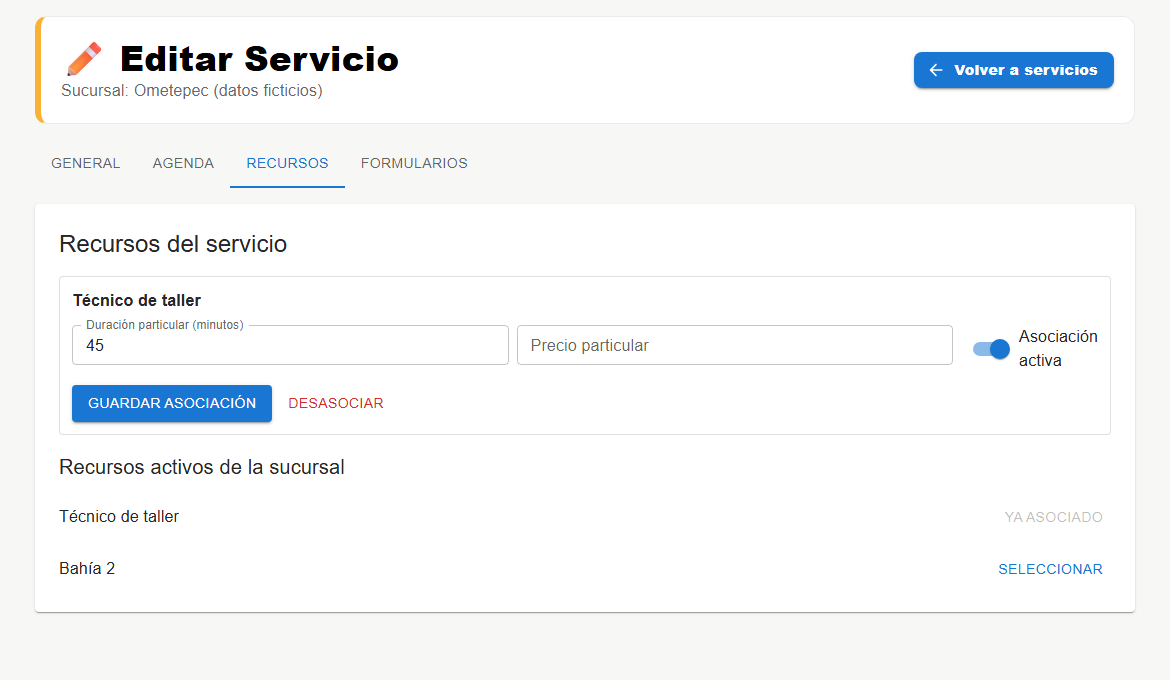 Editar Servicio
Sucursal: Ometepec (datos ficticios)
Volver a servicios
GENERAL
AGENDA
RECURSOS
FORMULARIOS
Recursos del servicio
Técnico de taller
Duración particular (minutos)
45
Precio particular
Asociación
activa
GUARDAR ASOCIACIÓN
DESASOCIAR
Recursos activos de la sucursal
Técnico de taller
YA ASOCIADO
Bahía 2
SELECCIONAR